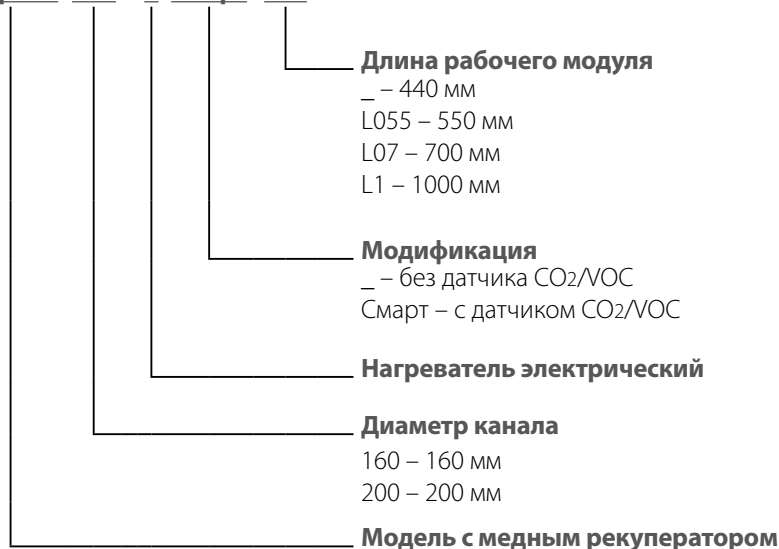 Длина рабочего модуля
_ – 440 мм
L055 – 550 мм
L07 – 700 мм
L1 – 1000 мм
Модификация
_ – без датчика CO2/VOC
Смарт – с датчиком CO2/VOC
Нагреватель электрический
Диаметр канала
160 – 160 мм
200 – 200 мм
Модель с медным рекуператором